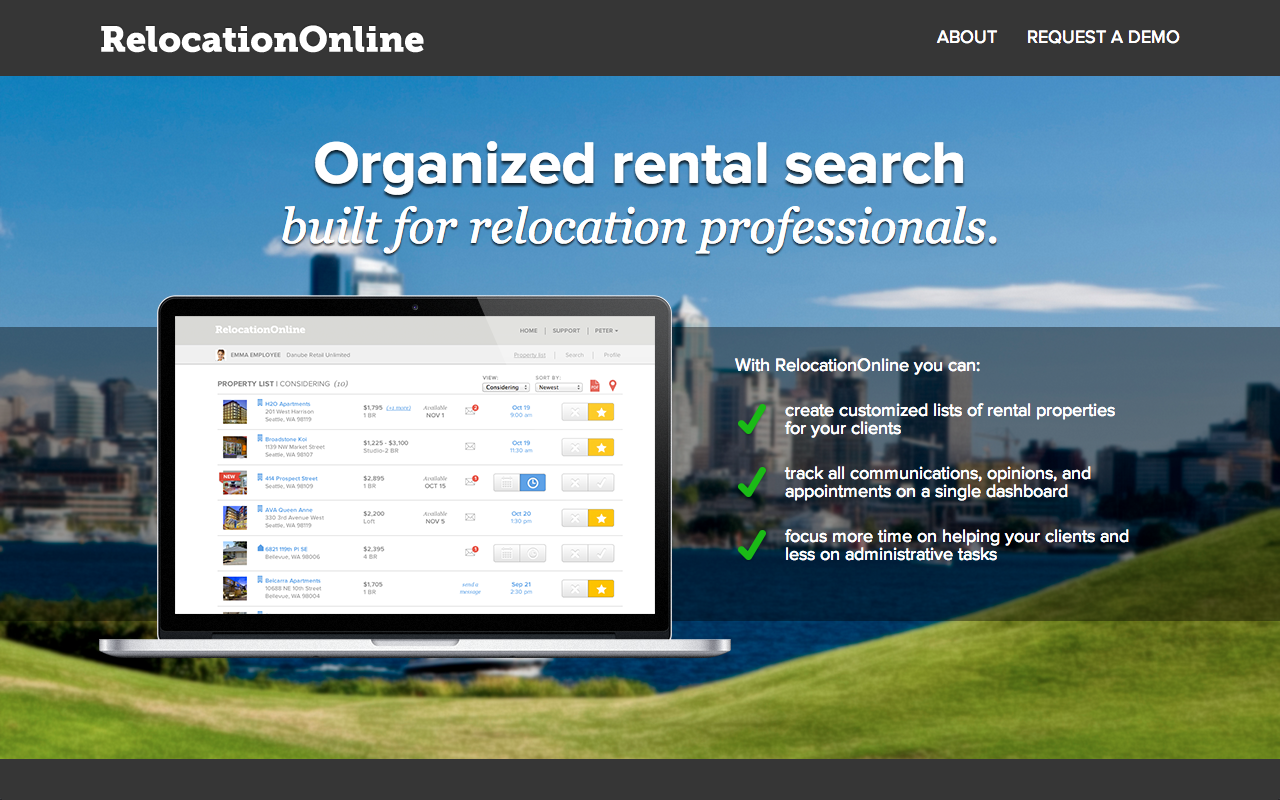 RelocationOnline
ABOUT
REQUEST A DEMO
Organized rental search
built for relocation professionals.
RelocationOnline
HOME | SUPPORT | PETER
EMMA EMPLOYEE Danube Retail Unlimited
Property list | Search | Profile
VIEW:
SORT BY:
PROPERTY LIST | CONSIDERING (10)
Considering
Newest
PDF
H2O Apartments
201 West Harrison
Seattle, WA 98119
$1,795
1 BR
Available
NOV 1
2
Oct 19
9:00 am
Broadstone Koi
1139 NW Market Street
Seattle, WA 98107
$1,225 - $3,100
Studio-2 BR
Oct 19
11:30 am
NEW
414 Prospect Street
Seattle, WA 98109
$2,895
1 BR
Available
OCT 15
1
AVA Queen Anne
330 3rd Avenue West
Seattle, WA 98119
$2,200
Loft
Available
NOV 5
Oct 20
1:30 pm
6821 119th Pl SE
Bellevue, WA 98006
$2,395
4 BR
1
Belcarra Apartments
10688 NE 10th Street
Bellevue, WA 98004
$1,705
1 BR
send a
message
Sep 21
2:30 pm
With RelocationOnline you can:
create customized lists of rental properties
for your clients
track all communications, opinions, and
appointments on a single dashboard
focus more time on helping your clients and
less on administrative tasks